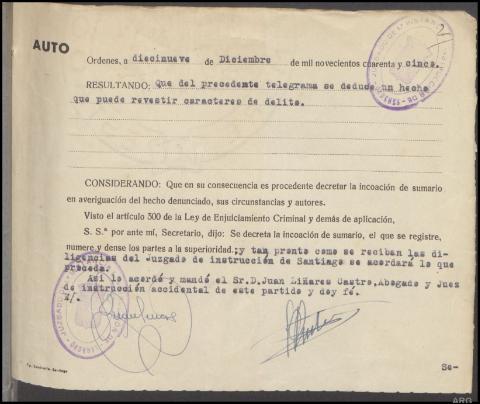 AUTO
Ordenes, a diecinueve de Diciembre de mil novecientos cuarenta y cinco.
RESULTANDO: Que del precedente telegrama se deduce un hecho
que puede revestir caracteres de delito.
CONSIDERANDO: Que en su consecuencia es procedente decretar la incoación de sumario
en averiguación del hecho denunciado, sus circunstancias y autores.
Visto el artículo 300 de la Ley de Enjuiciamiento Criminal y demás de aplicación,
S. S.ª por ante mí, Secretario, dijo: Se decreta la incoación de sumario, el que se registre,
numere y dense los partes a la superioridad.;y tan pronto como se reciban las di-
ligencias del Juzgado de instrucción de Santiago se acordará lo que
proceda.
Así lo acordó y mandó el Sr.D.Juan Liñares Castro,Abogado y Juez
de instrucción accidental de este partido y doy fé.
Se-
ARG